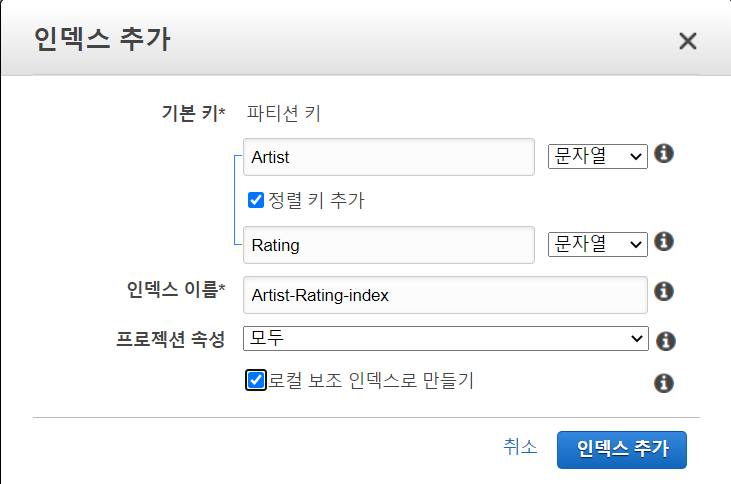 인덱스 추가
기본 키* 파티션 키
Artist 문자열
정렬 키 추가
Rating 문자열
인덱스 이름* Artist-Rating-index
프로젝션 속성 모두
로컬 보조 인덱스로 만들기
취소 인덱스 추가